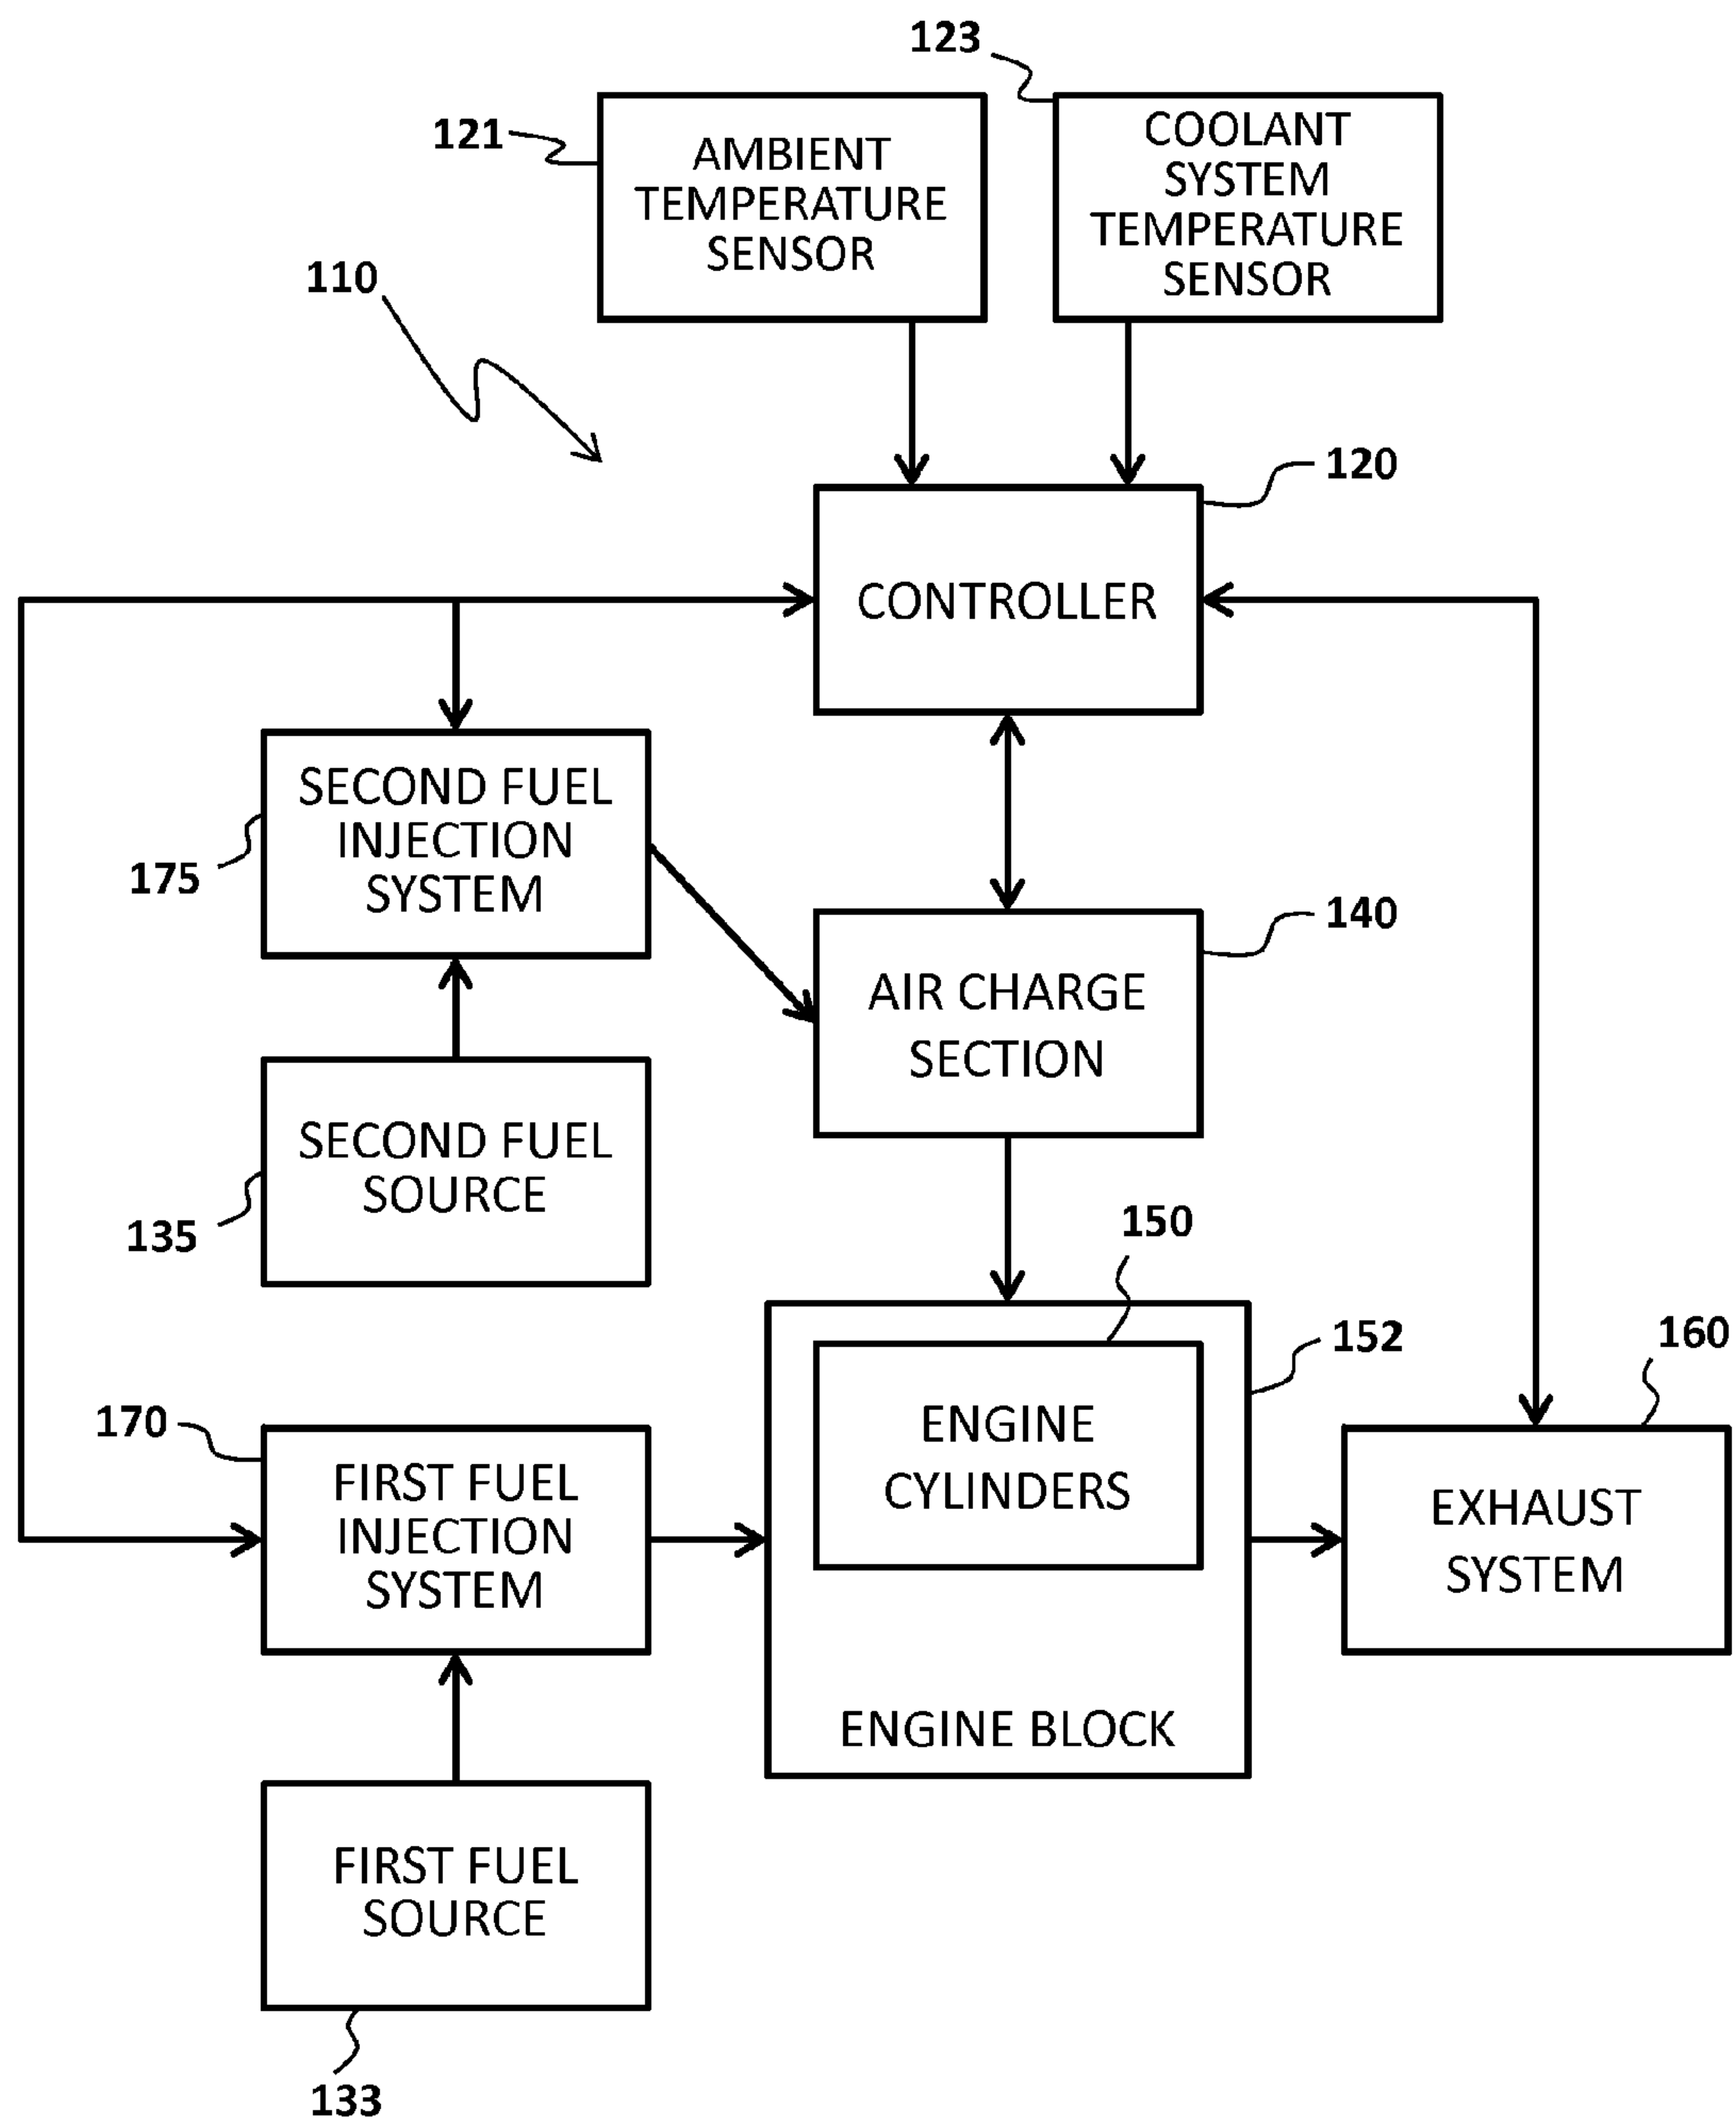 123
121
AMBIENT
TEMPERATURE
SENSOR
COOLANT
SYSTEM
TEMPERATURE
SENSOR
110
120
CONTROLLER
SECOND FUEL
INJECTION
SYSTEM
175
140
AIR CHARGE
SECTION
SECOND FUEL
SOURCE
135
150
152
160
170
FIRST FUEL
INJECTION
SYSTEM
ENGINE
CYLINDERS
ENGINE BLOCK
EXHAUST
SYSTEM
FIRST FUEL
SOURCE
133